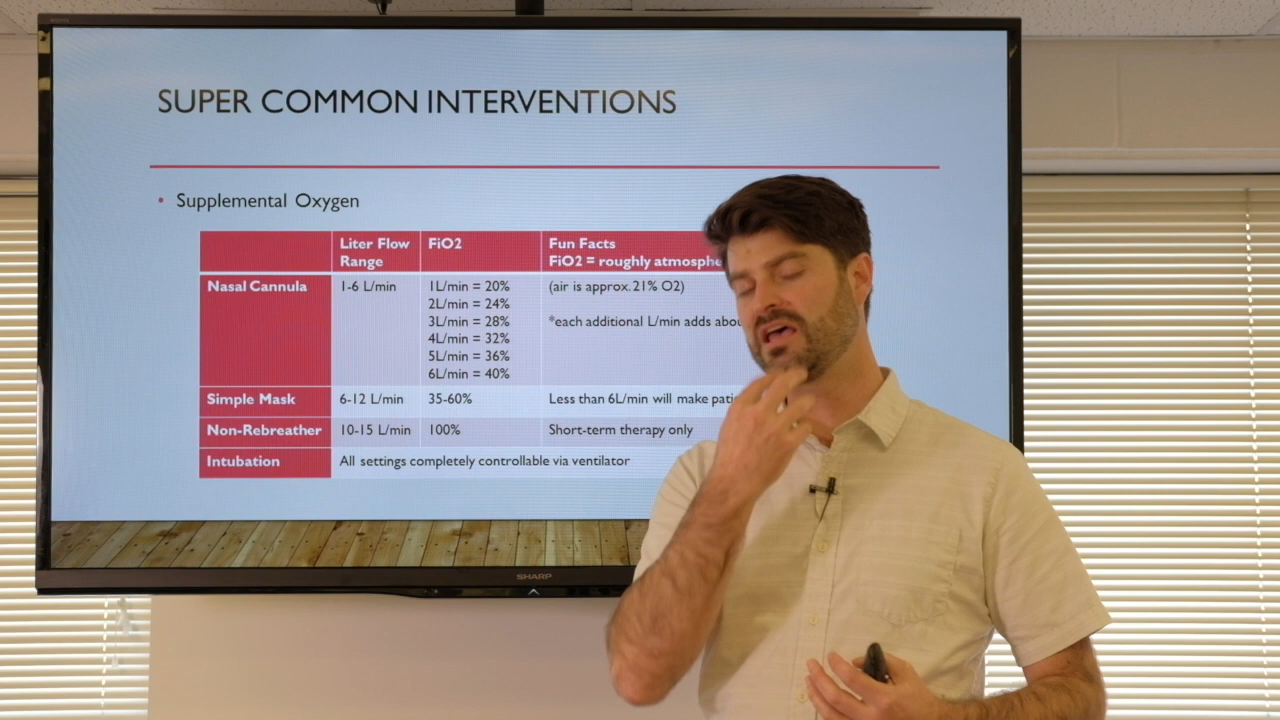 SUPER COMMON INTERVENTIONS
• Supplemental Oxygen
Liter Flow Range
FiO2
Fun Facts
FiO2 = roughly atmosphe
Nasal Cannula
1-6 L/min
1L/min = 20%
2L/min = 24%
3L/min = 28%
4L/min = 32%
5L/min = 36%
6L/min = 40%
(air is approx. 21% O2)
*each additional L/min adds abou
Simple Mask
6-12 L/min
35-60%
Less than 6L/min will make pati
Non-Rebreather
10-15 L/min
100%
Short-term therapy only
Intubation
All settings completely controllable via ventilator
SHARP